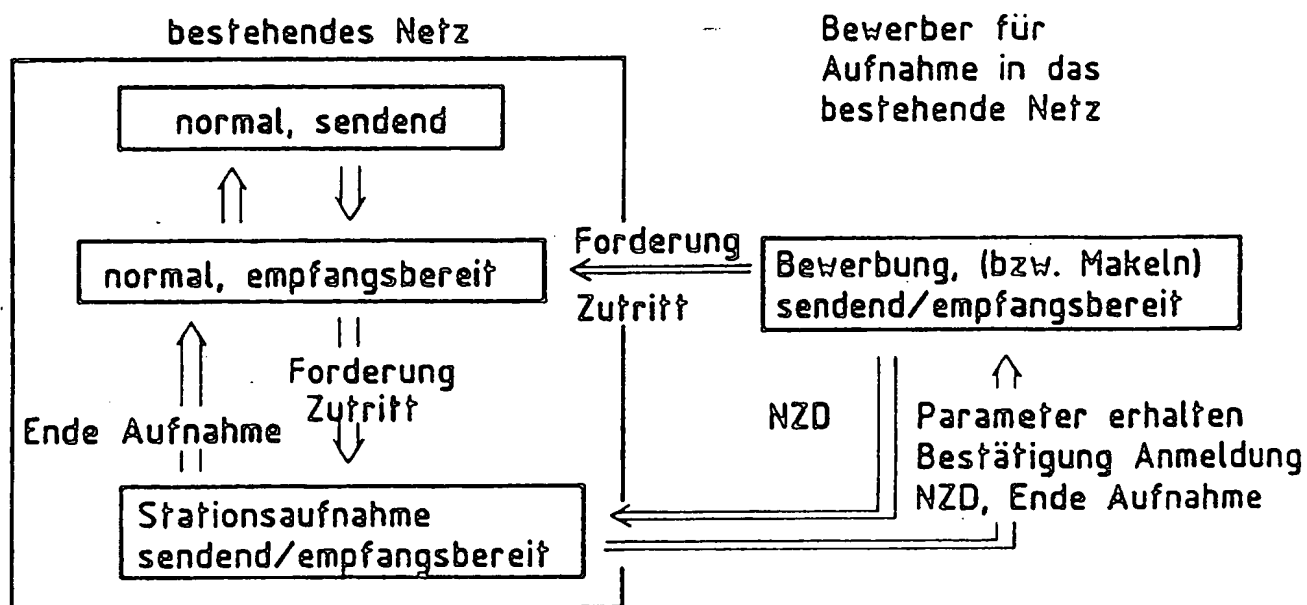 bestehendes Netz
Bewerber für
Aufnahme in das
bestehende Netz
normal, sendend
normal, empfangsbereit
Forderung
Zutritt
Bewerbung, (bzw. Makeln)
sendend/empfangsbereit
Forderung
Zutritt
Ende Aufnahme
NZD
Parameter erhalten
Bestätigung Anmeldung
NZD, Ende Aufnahme
Stationsaufnahme
sendend/empfangsbereit